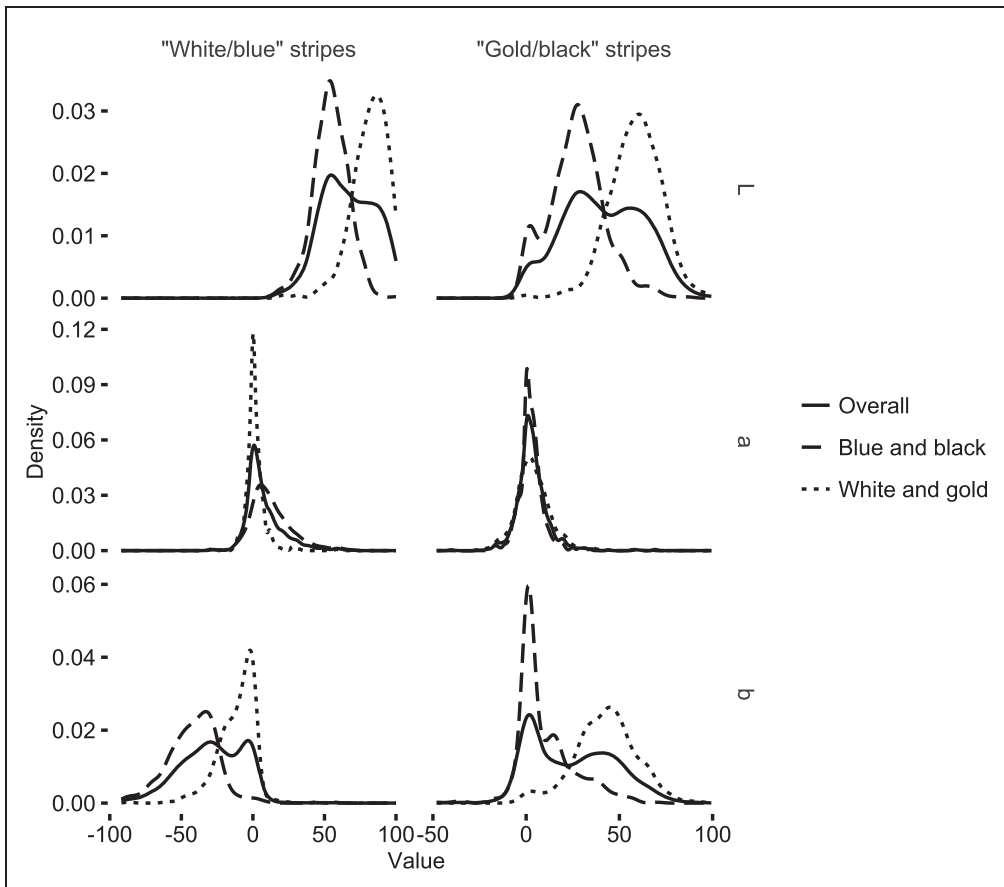 "White/blue" stripes
"Gold/black" stripes
0.03
0.02
0.01
0.00
L
0.12
0.09
0.06
0.03
0.00
a
Density
Overall
Blue and black
White and gold
0.06
0.04
0.02
0.00
b
-100 -50 0 50 100 -50 0 50 100
Value